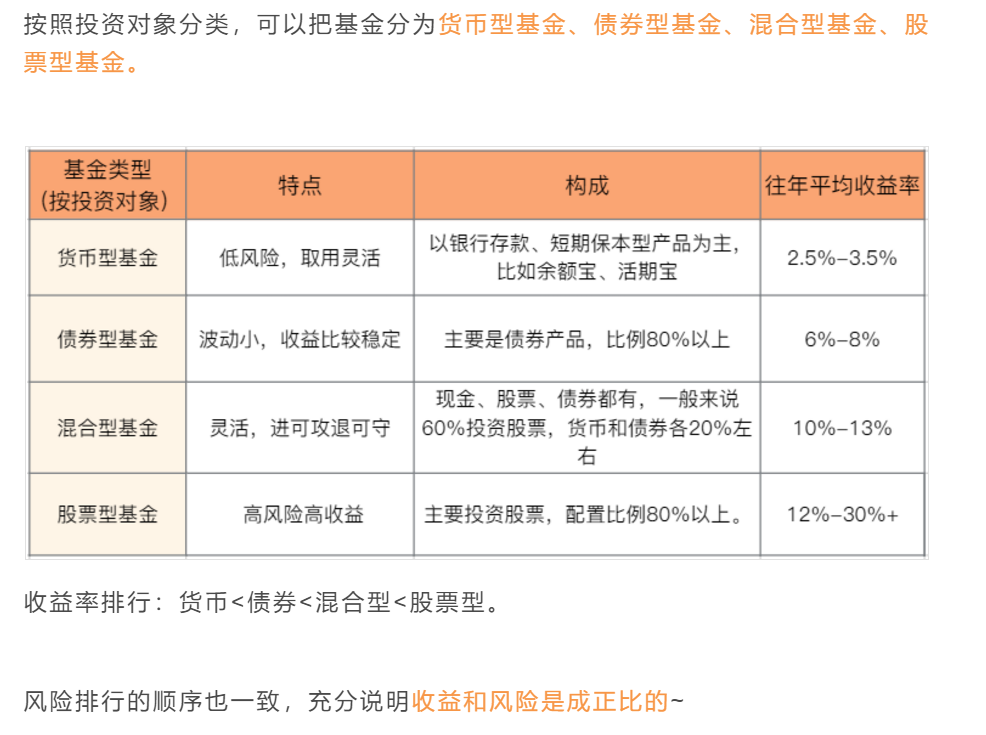 按照投资对象分类，可以把基金分为货币型基金、债券型基金、混合型基金、股
票型基金。
基金类型
(按投资对象)
特点
构成
往年平均收益率
货币型基金
低风险，取用灵活
以银行存款、短期保本型产品为主，
比如余额宝、活期宝
2.5%–3.5%
债券型基金
波动小，收益比较稳定
主要是债券产品，比例80%以上
6%–8%
混合型基金
灵活，进可攻退可守
现金、股票、债券都有，一般来说
60%投资股票，货币和债券各20%左
右
10%–13%
股票型基金
高风险高收益
主要投资股票，配置比例80%以上。
12%–30%+
收益率排行：货币<债券<混合型<股票型。
风险排行的顺序也一致，充分说明收益和风险是成正比的~